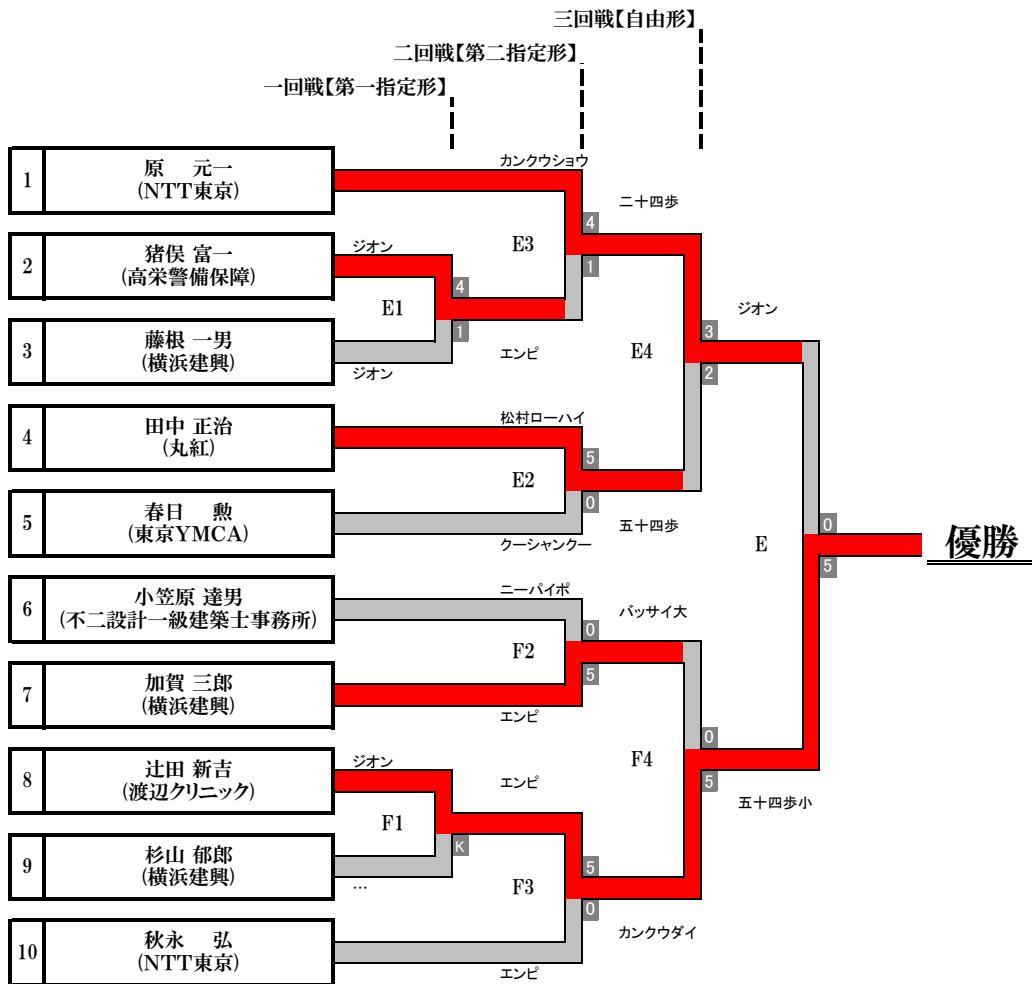 三回戦【自由形】
二回戦【第二指定形】
一回戦【第一指定形】
1
原 元一
(NTT東京)
カンクウショウ
二十四歩
4
E3
1
2
猪俣 富一
(高栄警備保障)
ジオン
E1
4
1
3
藤根 一男
(横浜建興)
ジオン
エンピ
E4
3
2
ジオン
4
田中 正治
(丸紅)
松村ローハイ
5
E2
0
5
春日 勲
(東京YMCA)
クーシャンクー
五十四歩
E
0
5
優勝
6
小笠原 達男
(不二設計一級建築士事務所)
ニーパイポ
バッサイ大
0
F2
5
7
加賀 三郎
(横浜建興)
エンピ
F4
0
5
五十四歩小
8
辻田 新吉
(渡辺クリニック)
ジオン
エンピ
F1
K
9
杉山 郁郎
(横浜建興)
...
5
F3
0
カンクウダイ
10
秋永 弘
(NTT東京)
エンピ